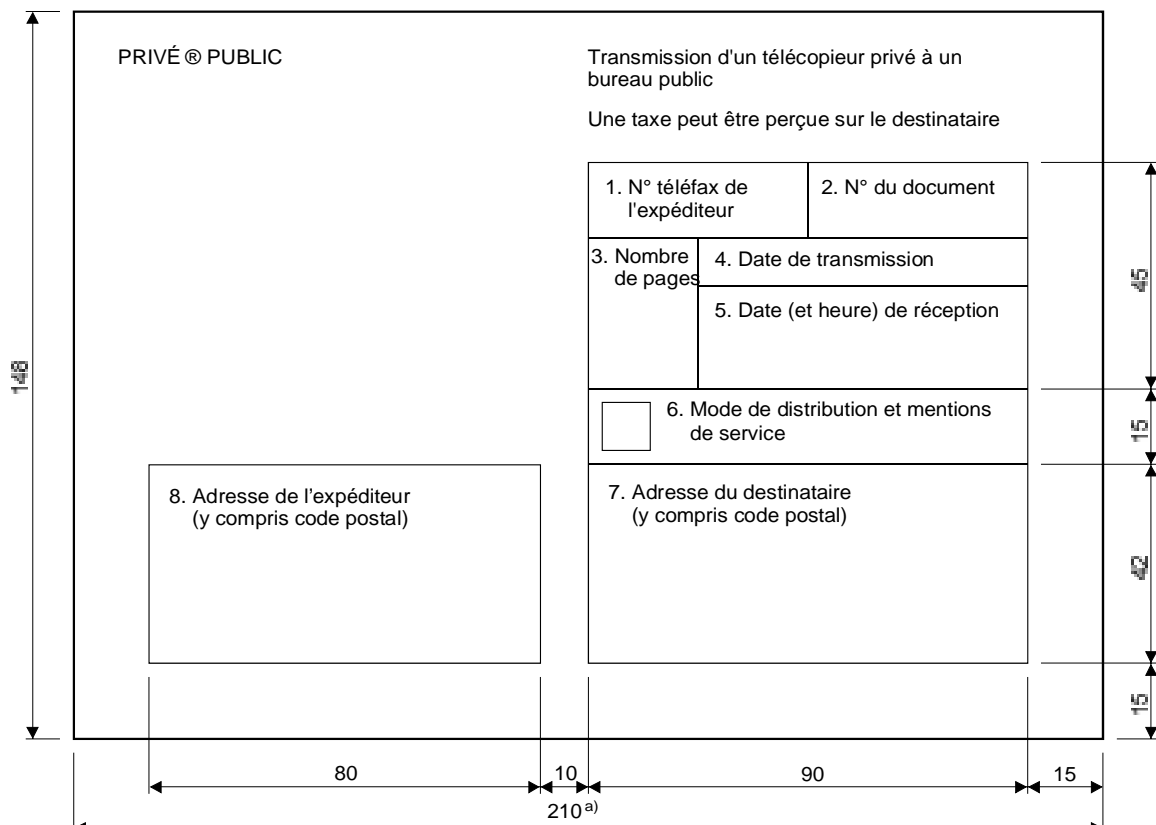 PRIVÉ ® PUBLIC
Transmission d'un télécopieur privé à un
bureau public
Une taxe peut être perçue sur le destinataire
1. N° téléfax de
l'expéditeur
2. N° du document
3. Nombre
de pages
4. Date de transmission
5. Date (et heure) de réception
6. Mode de distribution et mentions
de service
8. Adresse de l’expéditeur
(y compris code postal)
7. Adresse du destinataire
(y compris code postal)
148
45
15
42
15
80
10
90
15
210 a)